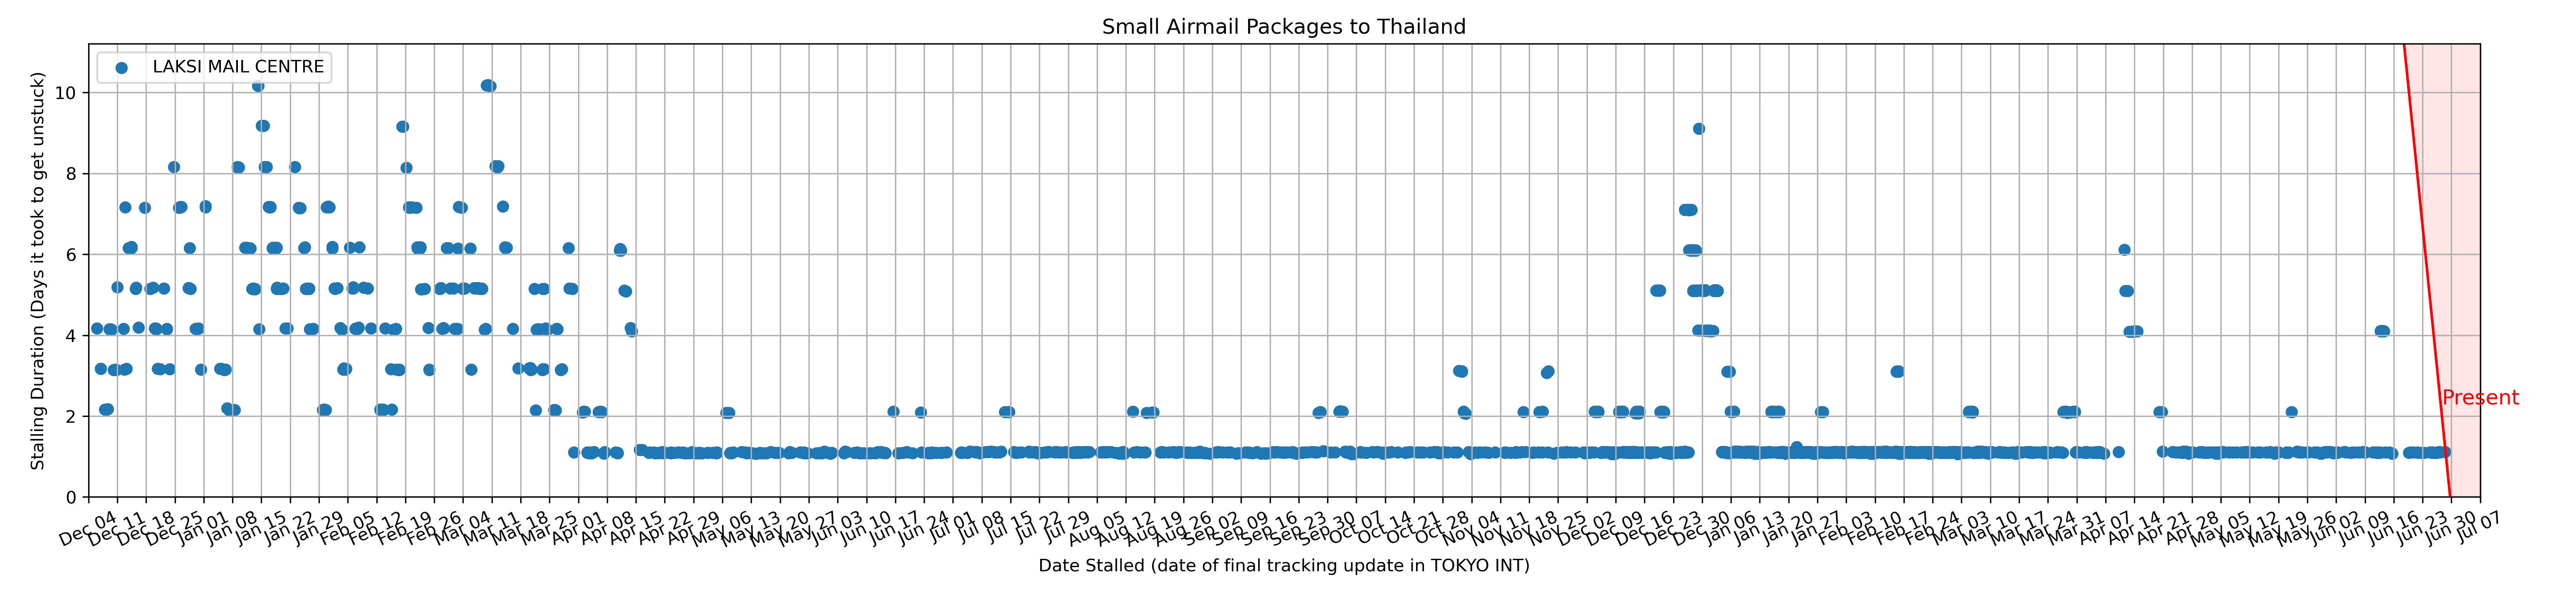 Small Airmail Packages to Thailand
LAKSI MAIL CENTRE
Stalling Duration (Days it took to get unstuck)
10
8
6
4
2
0
Present
Dec 04 Dec 11 Dec 18 Dec 25 Jan 01 Jan 08 Jan 15 Jan 22 Jan 29 Feb 05 Feb 12 Feb 19 Feb 26 Mar 04 Mar 11 Mar 18 Mar 25 Apr 01 Apr 08 Apr 15 Apr 22 Apr 29 May 06 May 13 May 20 May 27 Jun 03 Jun 10 Jun 17 Jun 24 Jul 01 Jul 08 Jul 15 Jul 22 Jul 29 Aug 05 Aug 12 Aug 19 Aug 26 Sep 02 Sep 09 Sep 16 Sep 23 Sep 30 Oct 07 Oct 14 Oct 21 Oct 28 Nov 04 Nov 11 Nov 18 Nov 25 Dec 02 Dec 09 Dec 16 Dec 23 Dec 30 Jan 06 Jan 13 Jan 20 Jan 27 Feb 03 Feb 10 Feb 17 Feb 24 Mar 03 Mar 10 Mar 17 Mar 24 Mar 31 Apr 07 Apr 14 Apr 21 Apr 28 May 05 May 12 May 19 May 26 Jun 02 Jun 09 Jun 16 Jun 23 Jun 30 Jul 07
Date Stalled (date of final tracking update in TOKYO INT)